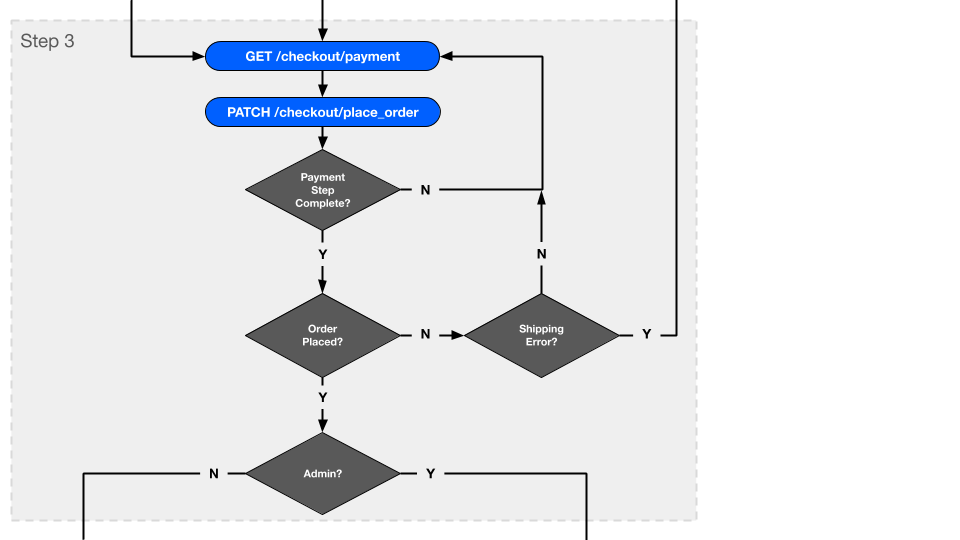 Step 3
GET /checkout/payment
PATCH /checkout/place_order
Payment
Step
Complete?
N
Y
N
Order
Placed?
N
Shipping
Error?
Y
Y
N
Admin?
Y